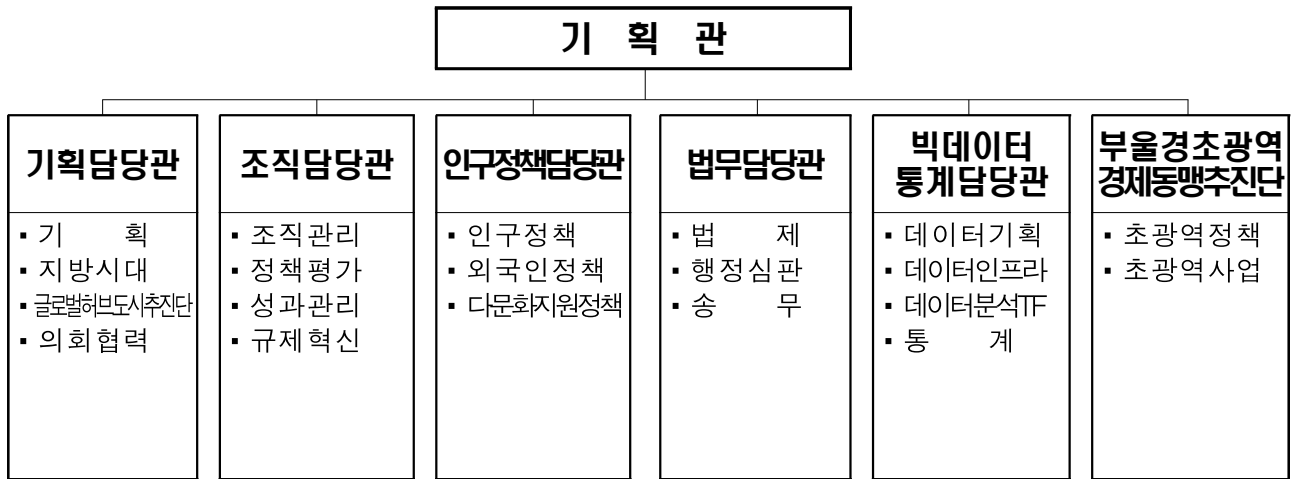 기 획 관
기획담당관
▪ 기 획
▪ 지방시대
▪ 글로벌허브도시추진단
▪ 의회협력
조직담당관
▪ 조직관리
▪ 정책평가
▪ 성과관리
▪ 규제혁신
인구정책담당관
▪ 인구정책
▪ 외국인정책
▪ 다문화지원정책
법무담당관
▪ 법 제
▪ 행정심판
▪ 송 무
빅데이터
통계담당관
▪ 데이터기획
▪ 데이터인프라
▪ 데이터분석TF
▪ 통 계
부울경초광역
경제동맹추진단
▪ 초광역정책
▪ 초광역사업